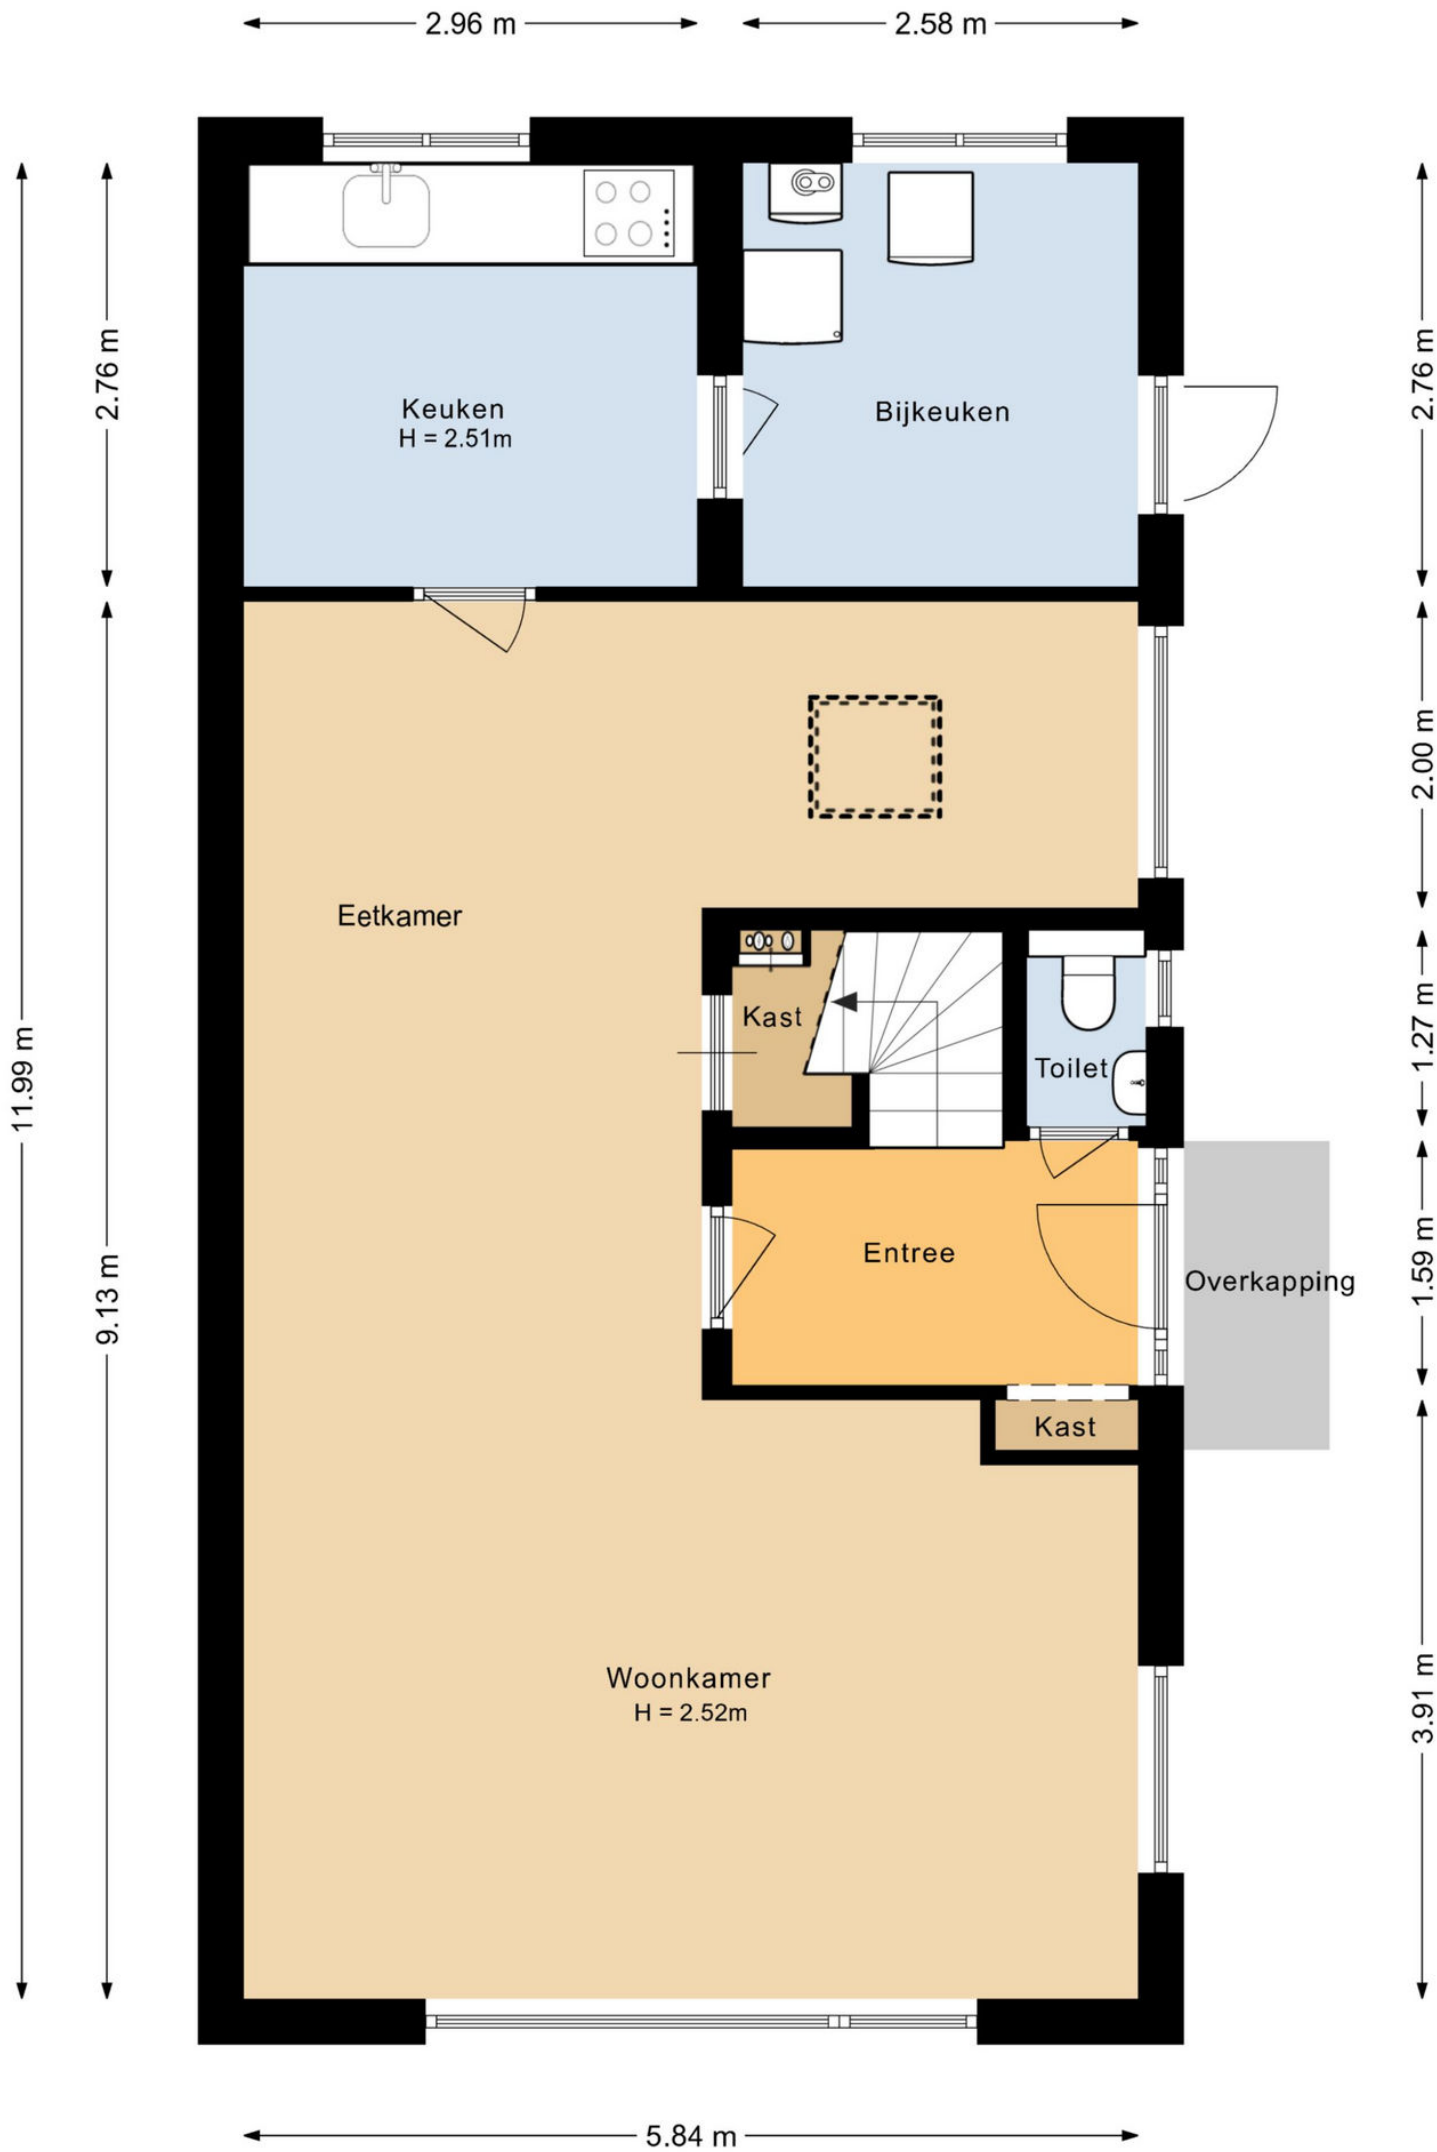 2.96 m
2.58 m
Keuken
H = 2.51m
Bijkeuken
2.76 m
2.76 m
2.00 m
Eetkamer
Kast
Toilet
1.27 m
11.99 m
9.13 m
Entree
Overkapping
1.59 m
Kast
Woonkamer
H = 2.52m
3.91 m
5.84 m